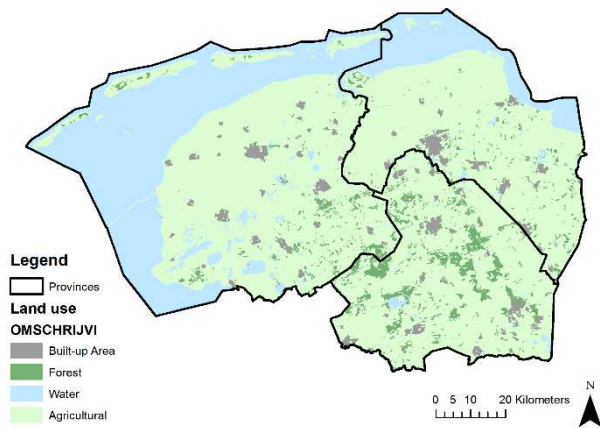 Legend
Provinces
Land use
OMSCHRIJVI
Built-up Area
Forest
Water
Agricultural
0 5 10 20 Kilometers
N